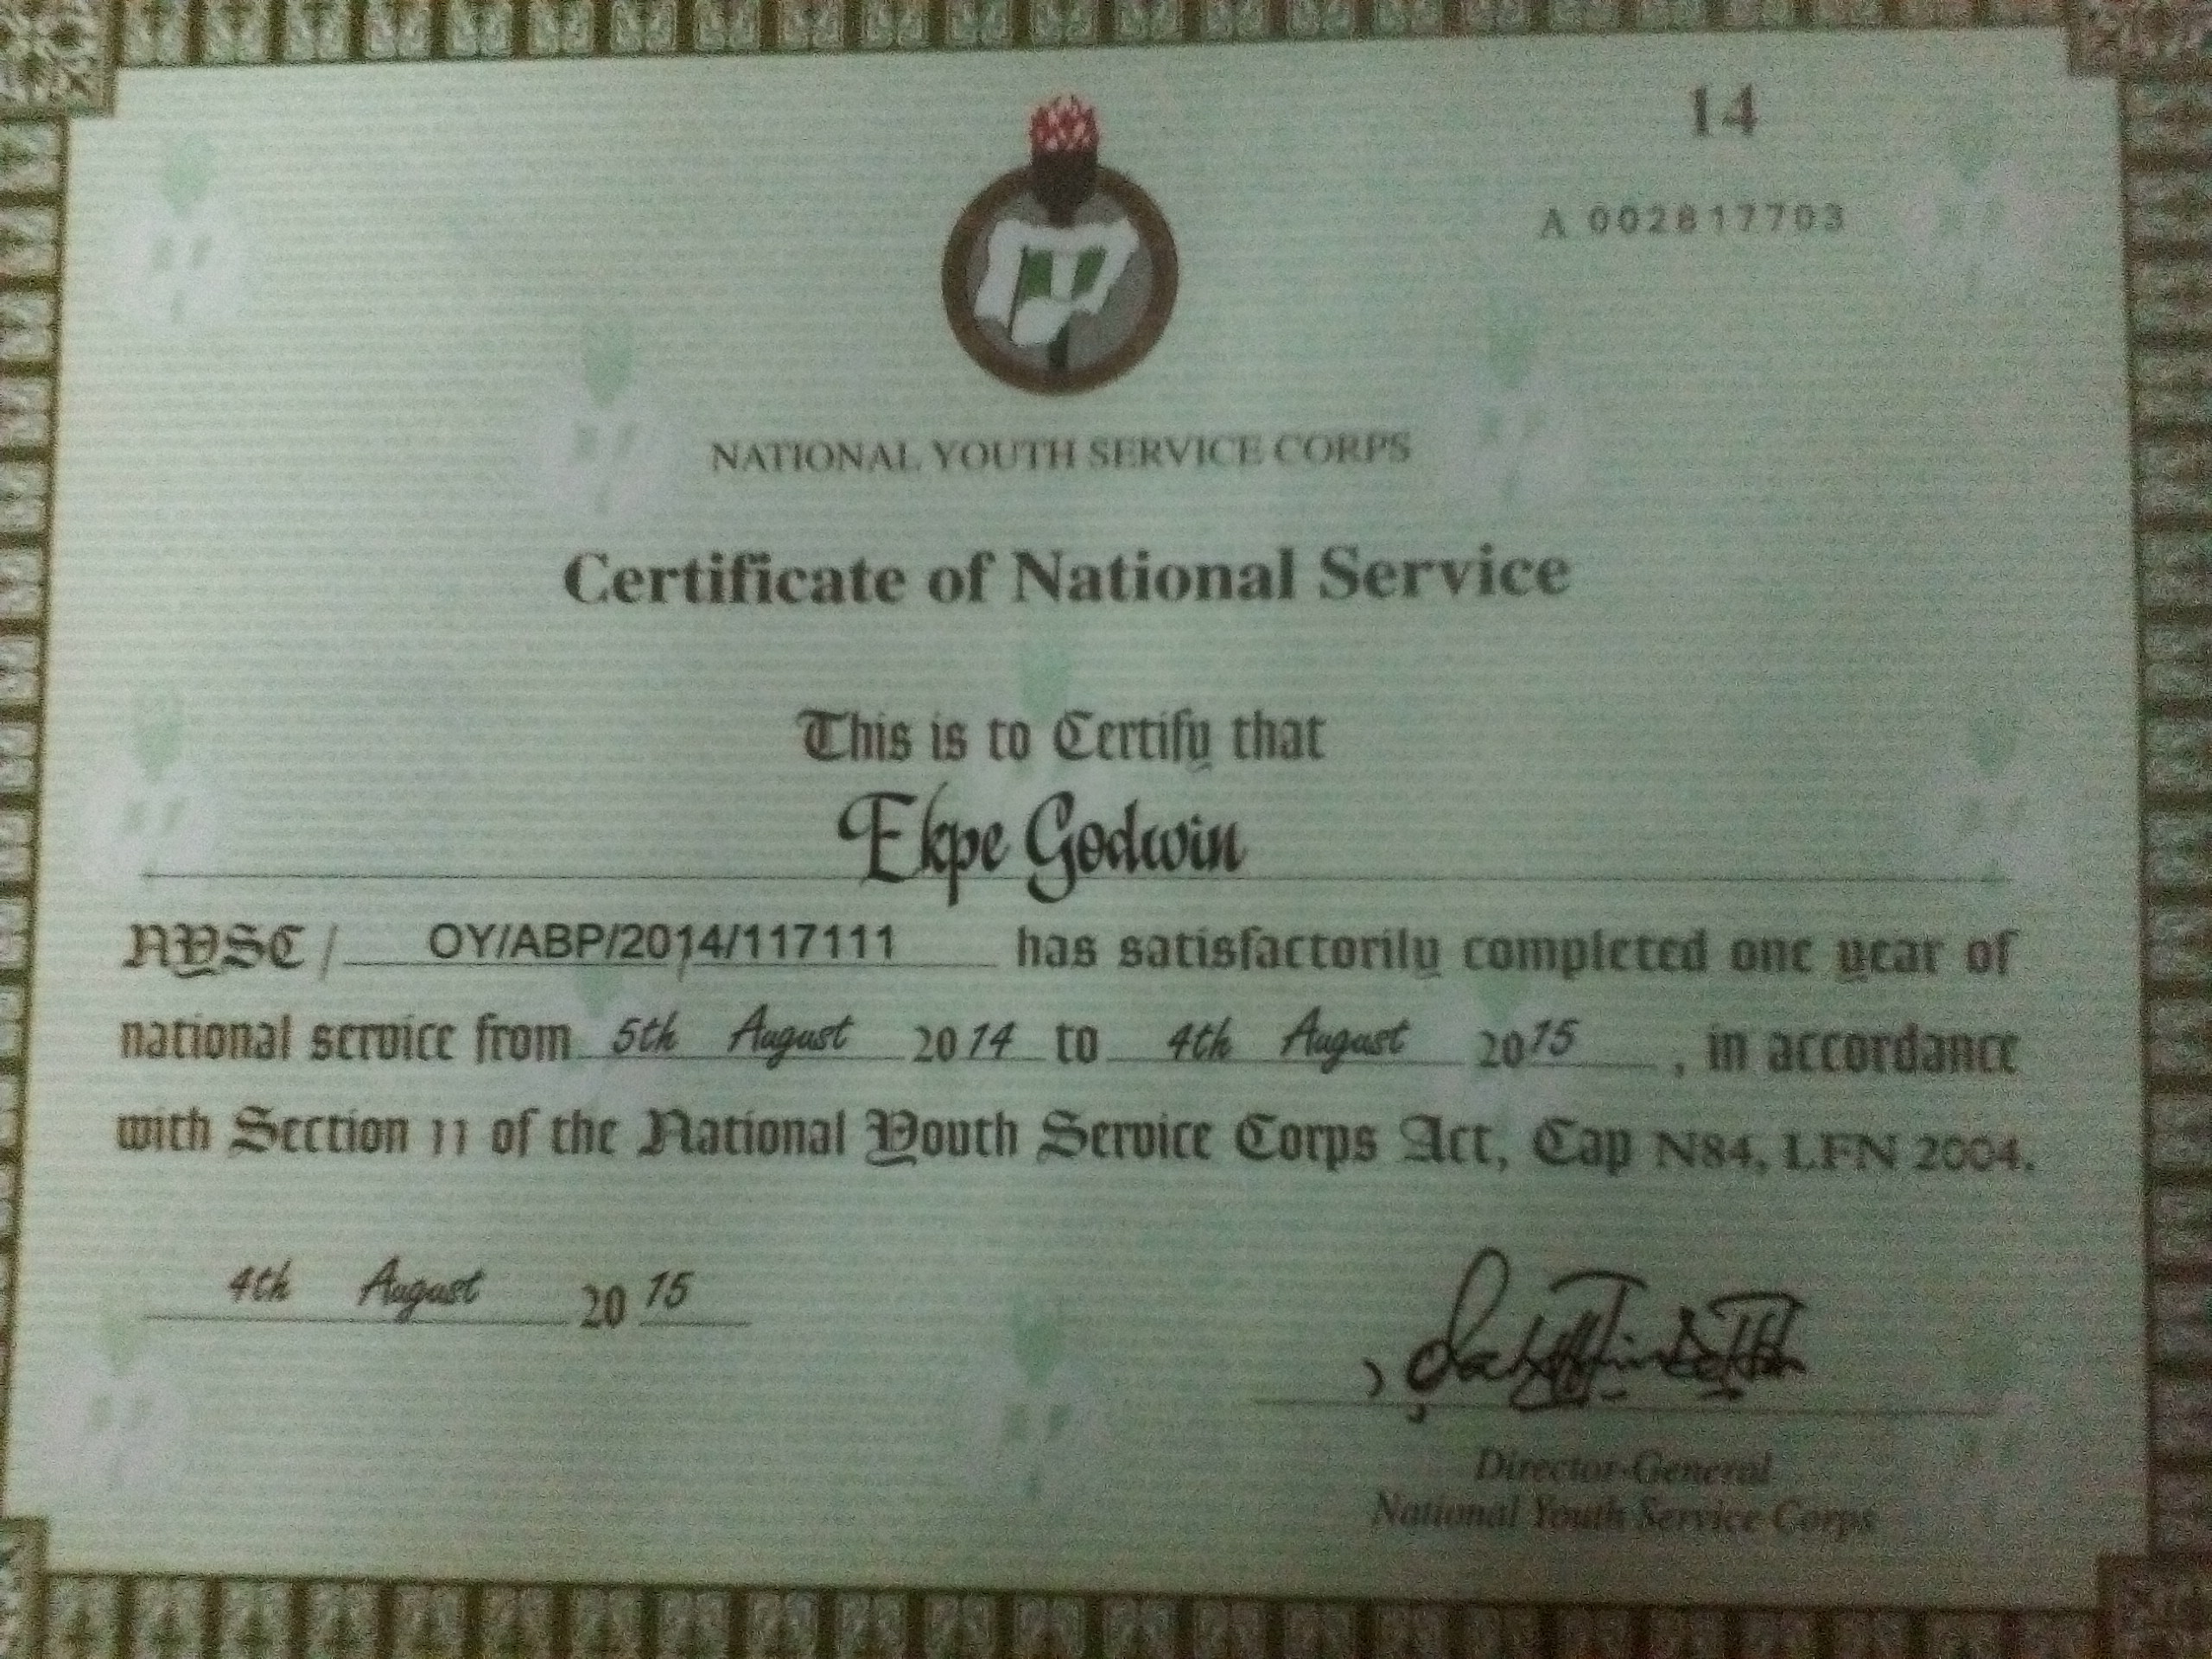 14
A 002817703
NATIONAL YOUTH SERVICE CORPS
Certificate of National Service
This is to Certify that
Ekpe Godwin
NYSC / OY/ABP/2014/117111 has satisfactorily completed one year of
national service from 5th August 2014 to 4th August 2015, in accordance
with Section 11 of the National Youth Service Corps Act, Cap N84, LFN 2004.
4th August 2015
Director-General
National Youth Service Corps